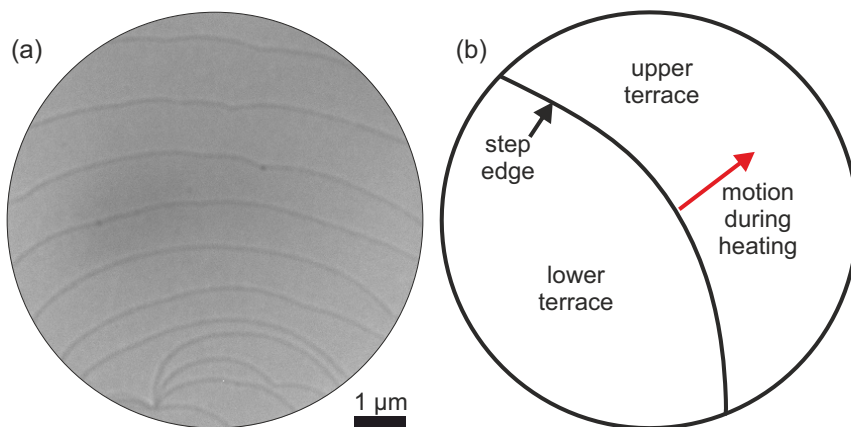 (a)
1 µm
(b)
upper
terrace
step
edge
motion
during
heating
lower
terrace